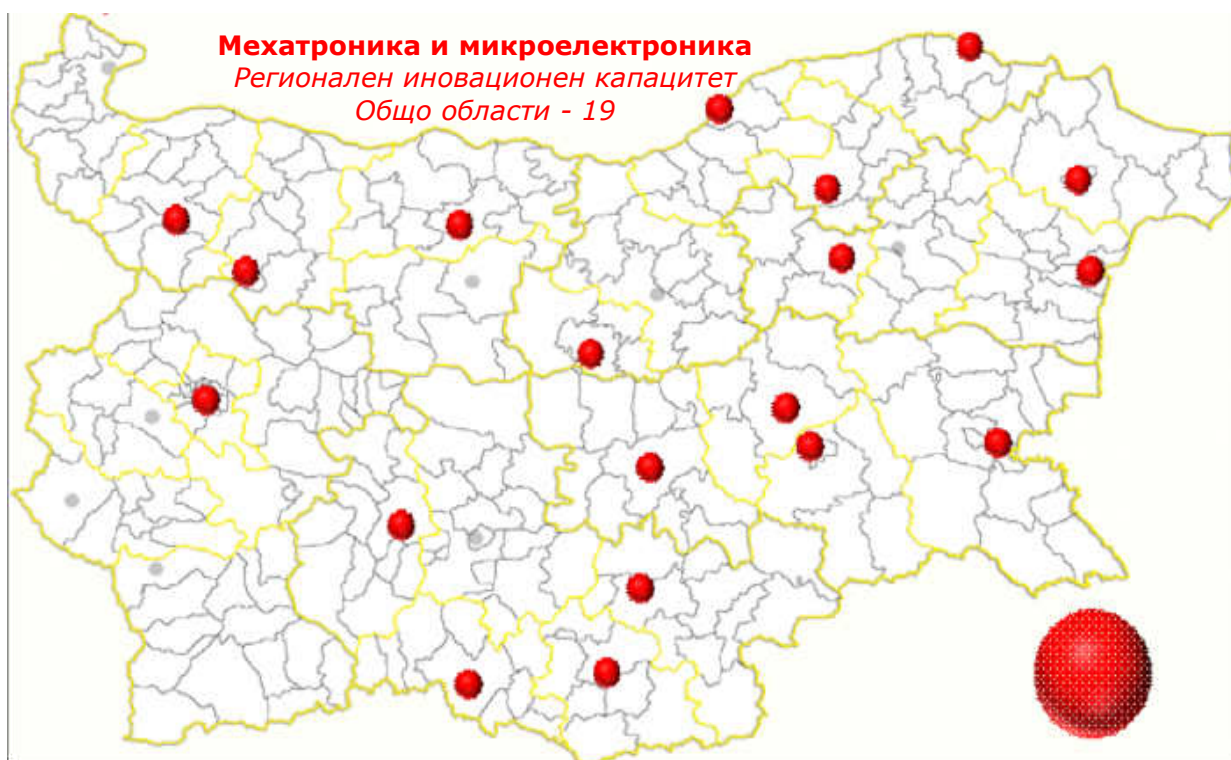 Мехатроника и микроелектроника
Регионален иновационен капацитет
Общо области - 19